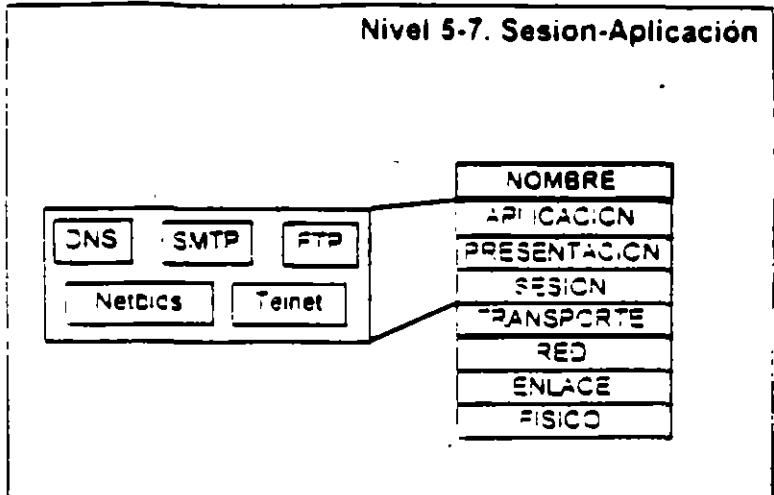 Nivel 5-7. Sesion-Aplicación
DNS SMTP FTP
Netbios Telnet
NOMBRE
APLICACION
PRESENTACION
SESION
TRANSPORTE
RED
ENLACE
FISICO